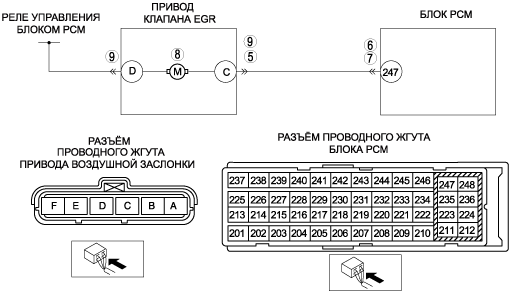 РЕЛЕ УПРАВЛЕНИЯ
БЛОКОМ PCM
ПРИВОД
КЛАПАНА EGR
БЛОК PCM
9 D 8 M C 9 5 6 7 247
РАЗЪЁМ
ПРОВОДНОГО ЖГУТА
ПРИВОДА ВОЗДУШНОЙ ЗАСЛОНКИ
F E D C B A
РАЗЪЁМ ПРОВОДНОГО ЖГУТА
БЛОКА PCM
237 238 239 240 241 242 243 244 245 246 247 248
225 226 227 228 229 230 231 232 233 234 235 236
213 214 215 216 217 218 219 220 221 222 223 224
201 202 203 204 205 206 207 208 209 210 211 212